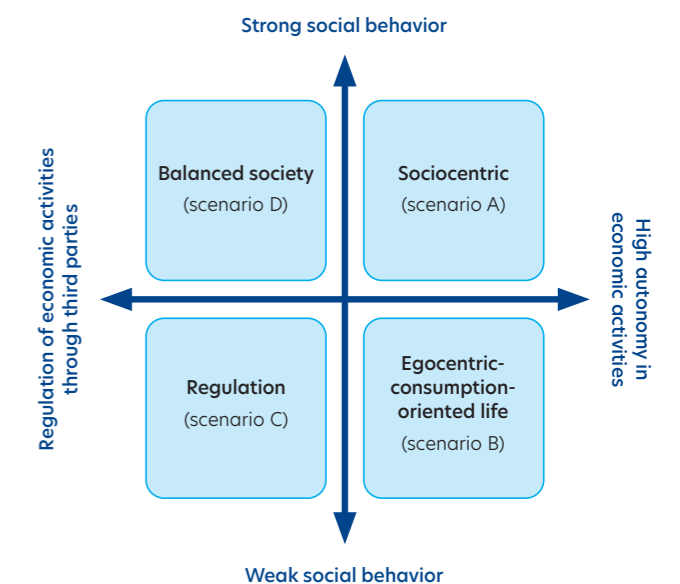 Strong social behavior
Balanced society
(scenario D)
Sociocentric
(scenario A)
Regulation of economic activities
through third parties
High autonomy in
economic activities
Regulation
(scenario C)
Egocentric-
consumption-
oriented life
(scenario B)
Weak social behavior